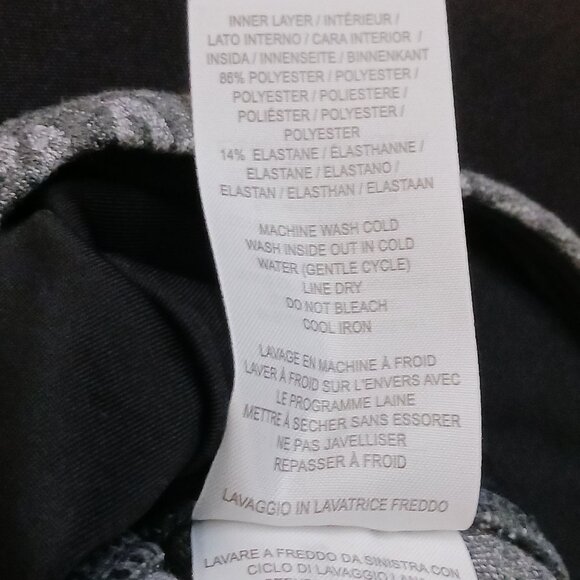 INNER LAYER / INTÉRIEUR /
LATO INTERNO / CARA INTERIOR /
INSIDA / INNENSEITE / BINNENKANT
86% POLYESTER / POLYESTER /
POLYESTER / POLIESTERE /
POLIÉSTER / POLYESTER /
POLYESTER
14% ELASTANE / ÉLASTHANNE /
ELASTANE / ELASTANO /
ELASTAN / ELASTHAN / ELASTAAN
MACHINE WASH COLD
WASH INSIDE OUT IN COLD
WATER (GENTLE CYCLE)
LINE DRY
DO NOT BLEACH
COOL IRON
LAVAGE EN MACHINE À FROID
LAVER À FROID SUR L'ENVERS AVEC
LE PROGRAMME LAINE
METTRE À SECHER SANS ESSORER
NE PAS JAVELLISER
REPASSER À FROID
LAVAGGIO IN LAVATRICE FREDDO
LAVARE A FREDDO DA SINISTRA CON
CICLO DI LAVAGGIO